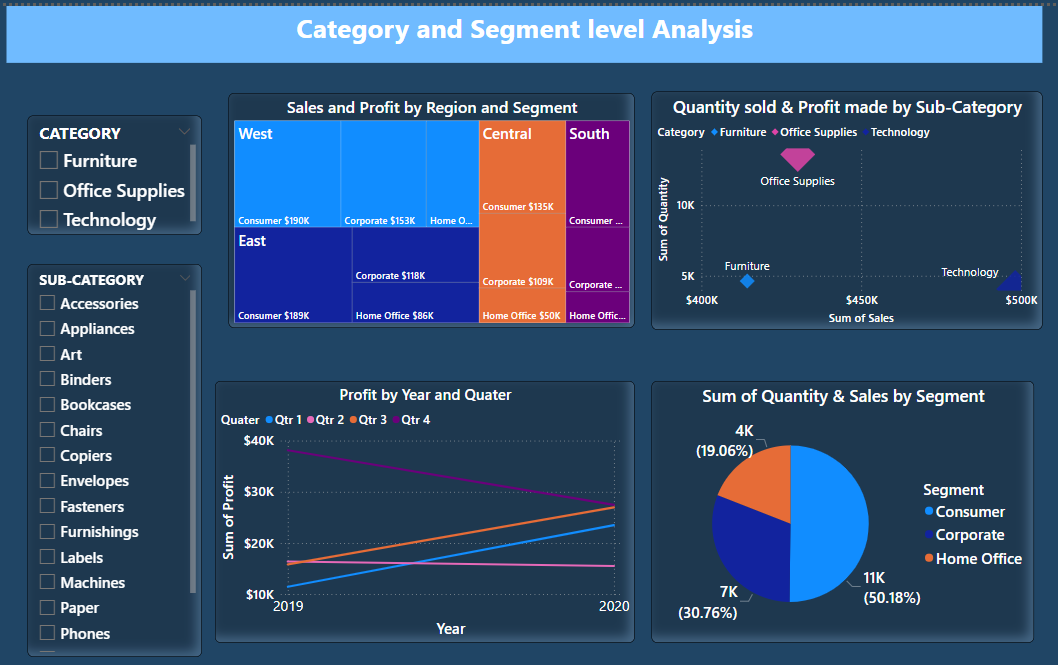 Category and Segment level Analysis
CATEGORY
Furniture
Office Supplies
Technology
SUB-CATEGORY
Accessories
Appliances
Art
Binders
Bookcases
Chairs
Copiers
Envelopes
Fasteners
Furnishings
Labels
Machines
Paper
Phones
Sales and Profit by Region and Segment
West
Consumer $190K
Corporate $153K
Home O...
East
Consumer $189K
Corporate $118K
Home Office $86K
Central
Consumer $135K
Corporate $109K
Home Office $50K
South
Consumer ...
Corporate ...
Home Offic...
Quantity sold & Profit made by Sub-Category
Category Furniture Office Supplies Technology
Sum of Quantity
10K
5K
Office Supplies
Furniture
Technology
$400K $450K $500K
Sum of Sales
Profit by Year and Quater
Quater Qtr 1 Qtr 2 Qtr 3 Qtr 4
Sum of Profit
$40K
$30K
$20K
$10K
2019 2020
Year
Sum of Quantity & Sales by Segment
4K
(19.06%)
7K
(30.76%)
11K
(50.18%)
Segment
Consumer
Corporate
Home Office